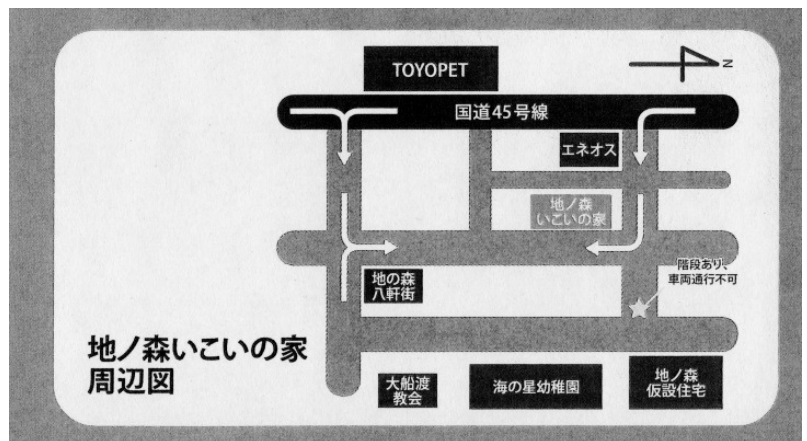 TOYOPET
N
国道45号線
エネオス
地ノ森
いこいの家
階段あり、
車両通行不可
地の森
八軒街
地ノ森いこいの家
周辺図
大船渡
教会
海の星幼稚園
地ノ森
仮設住宅